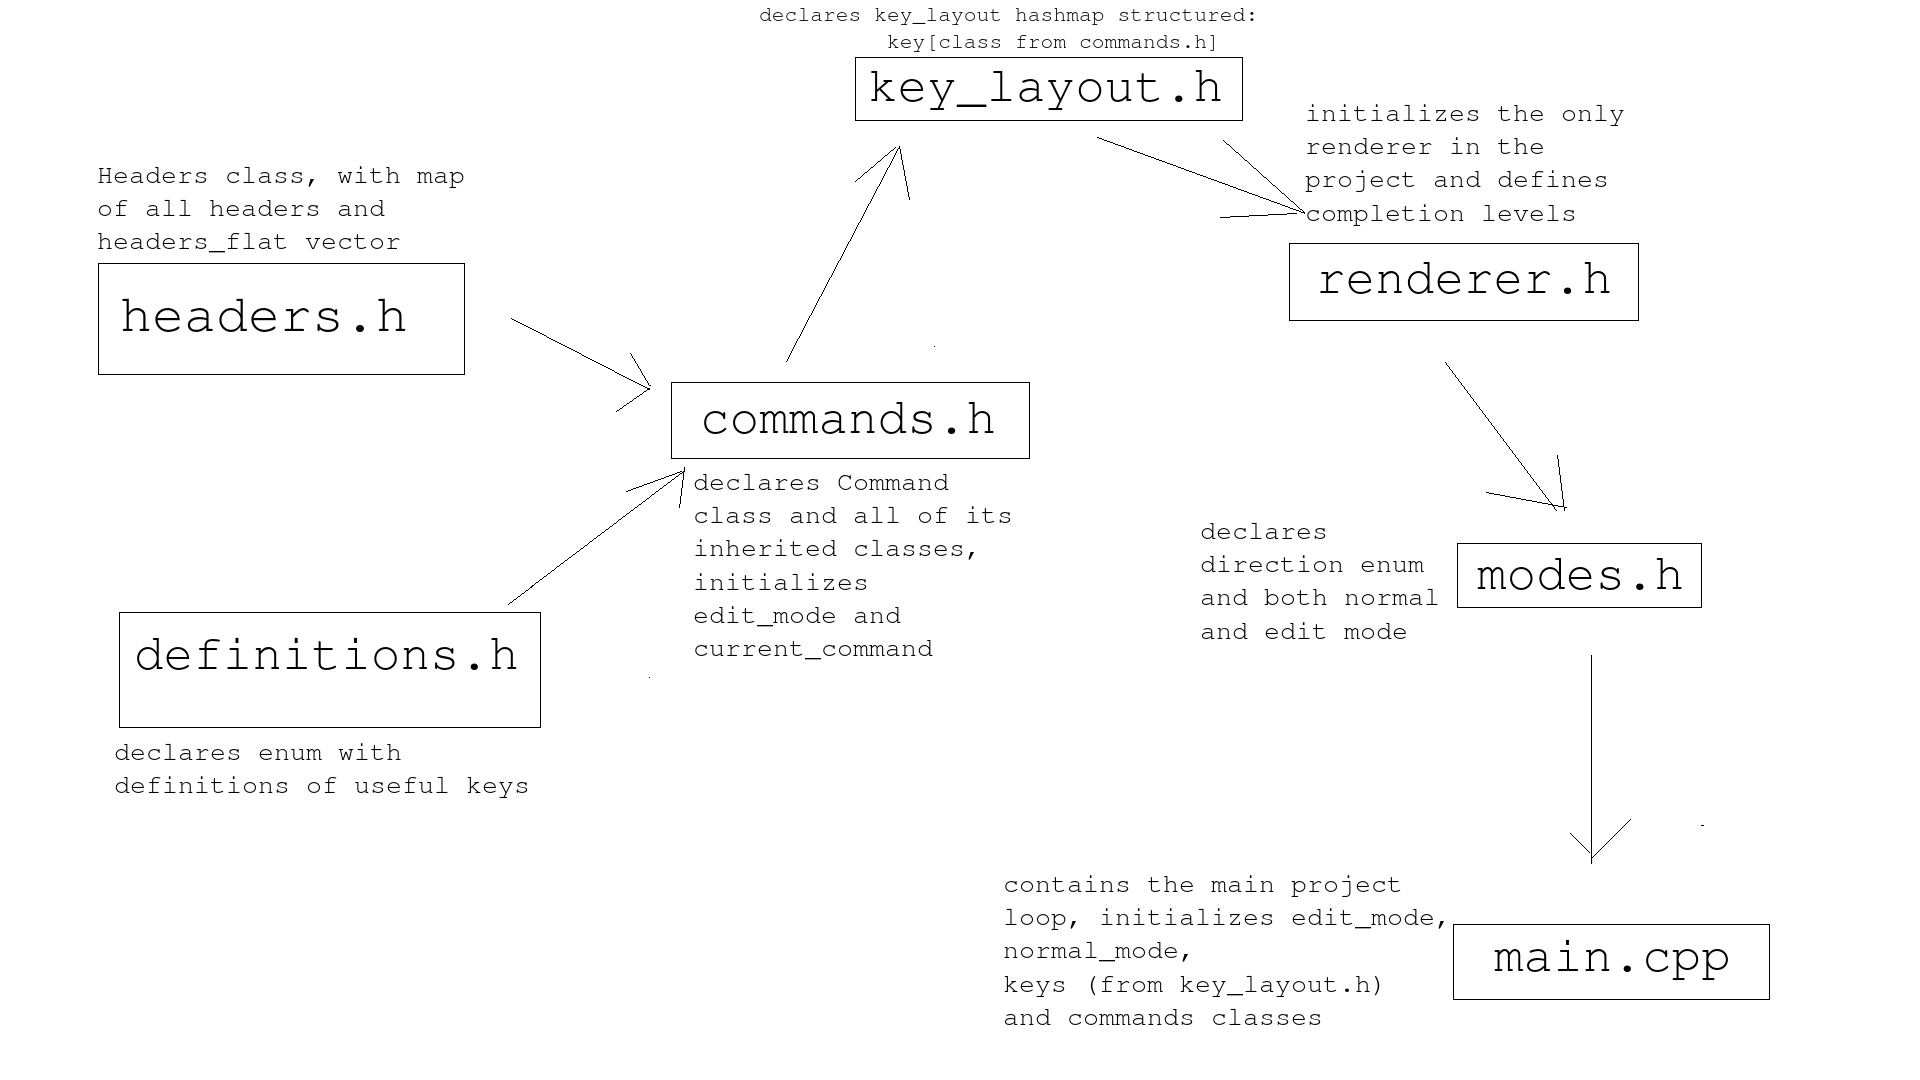 declares key_layout hashmap structured:
key[class from commands.h]
key_layout.h
initializes the only
renderer in the
project and defines
completion levels
renderer.h
Headers class, with map
of all headers and
headers_flat vector
headers.h
commands.h
declares Command
class and all of its
inherited classes,
initializes
edit_mode and
current_command
definitions.h
declares enum with
definitions of useful keys
declares
direction enum
and both normal
and edit mode
modes.h
contains the main project
loop, initializes edit_mode,
normal_mode,
keys (from key_layout.h)
and commands classes
main.cpp